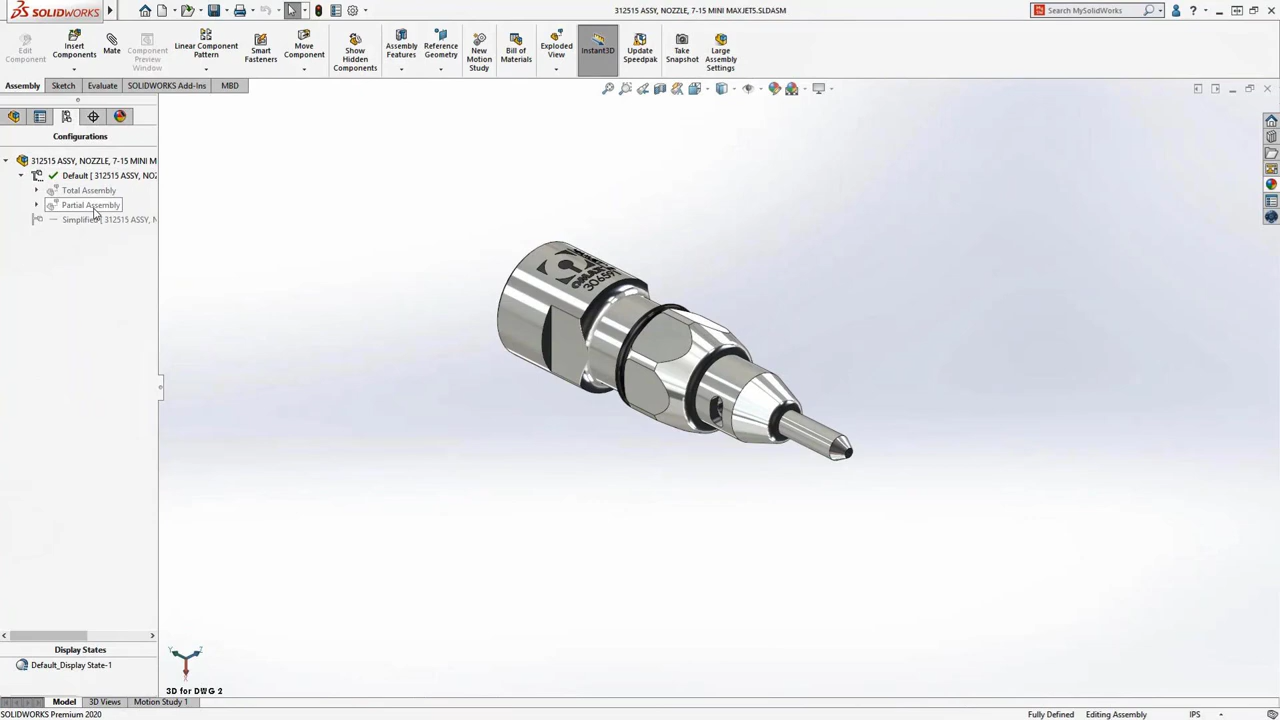 SOLIDWORKS
312515 ASSY, NOZZLE, 7-15 MINI MAXJETS.SLDASM
Search MySolidWorks
Edit Component
Insert Components
Mate
Component Preview Window
Linear Component Pattern
Smart Fasteners
Move Component
Show Hidden Components
Assembly Features
Reference Geometry
New Motion Study
Bill of Materials
Exploded View
Instant3D
Update Speedpak
Take Snapshot
Large Assembly Settings
Assembly
Sketch
Evaluate
SOLIDWORKS Add-Ins
MBD
Configurations
312515 ASSY, NOZZLE, 7-15 MINI M
Default [ 312515 ASSY, NOZ
Total Assembly
Partial Assembly
Simplified [ 312515 ASSY, N
306591
Display States
Default_Display State-1
3D for DWG 2
Model
3D Views
Motion Study 1
SOLIDWORKS Premium 2020
Fully Defined
Editing Assembly
IPS